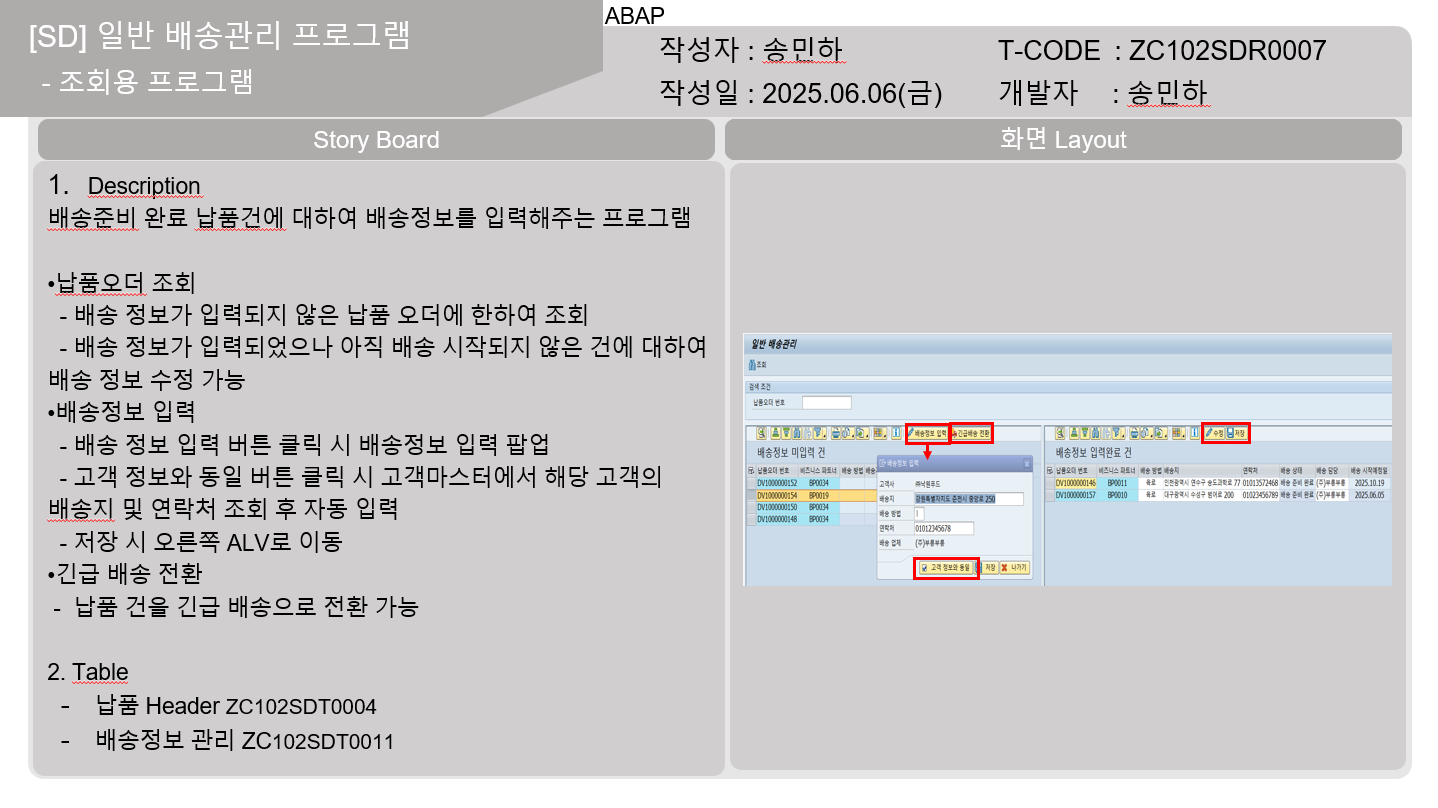 ABAP
[SD] 일반 배송관리 프로그램
- 조회용 프로그램
작성자 : 송민하
T-CODE : ZC102SDR0007
작성일 : 2025.06.06(금)
개발자 : 송민하
Story Board
화면 Layout
1. Description
배송준비 완료 납품건에 대하여 배송정보를 입력해주는 프로그램
•납품오더 조회
- 배송 정보가 입력되지 않은 납품 오더에 한하여 조회
- 배송 정보가 입력되었으나 아직 배송 시작되지 않은 건에 대하여
배송 정보 수정 가능
•배송정보 입력
- 배송 정보 입력 버튼 클릭 시 배송정보 입력 팝업
- 고객 정보와 동일 버튼 클릭 시 고객마스터에서 해당 고객의
배송지 및 연락처 조회 후 자동 입력
- 저장 시 오른쪽 ALV로 이동
•긴급 배송 전환
- 납품 건을 긴급 배송으로 전환 가능
2. Table
- 납품 Header ZC102SDT0004
- 배송정보 관리 ZC102SDT0011
일반 배송관리
조회
검색 조건
납품오더 번호
배송정보 입력 긴급배송 전환
배송정보 미입력 건
납품오더 번호 비즈니스 파트너 배송 방법 배송
DV1000000152 BP0034
DV1000000154 BP0019
DV1000000150 BP0034
DV1000000148 BP0034
배송정보 입력
고객사 ㈜낙원푸드
배송지 강원특별자치도 춘천시 중앙로 250
배송 방법 1
연락처 01012345678
배송 업체 (주)부릉부릉
고객 정보와 동일 저장 나가기
수정 저장
배송정보 입력완료 건
납품오더 번호 비즈니스 파트너 배송 방법 배송지 연락처 배송 상태 배송 담당 배송 시작예정일
DV1000000146 BP0011 육로 인천광역시 연수구 송도과학로 77 01013572468 배송 준비 완료 (주)부릉부릉 2025.10.19
DV1000000157 BP0010 육로 대구광역시 수성구 범어로 200 01023456789 배송 준비 완료 (주)부릉부릉 2025.06.05